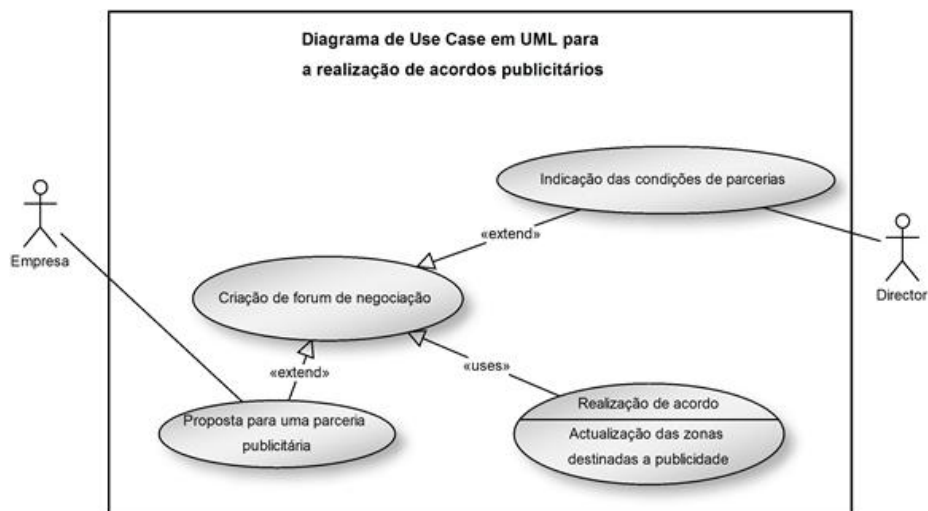 Diagrama de Use Case em UML para
a realização de acordos publicitários
Indicação das condições de parcerias
«extend»
Empresa
Director
Criação de forum de negociação
«extend»
«uses»
Proposta para uma parceria
publicitária
Realização de acordo
Actualização das zonas
destinadas a publicidade